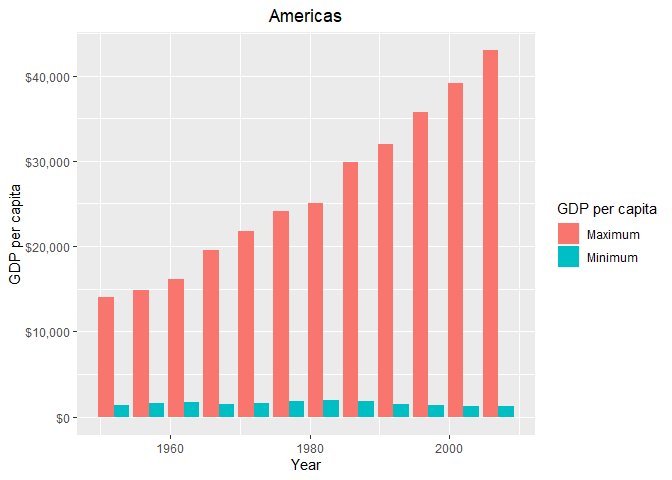 Americas
$40,000
$30,000
$20,000
$10,000
$0
GDP per capita
1960
1980
2000
Year
GDP per capita
Maximum
Minimum